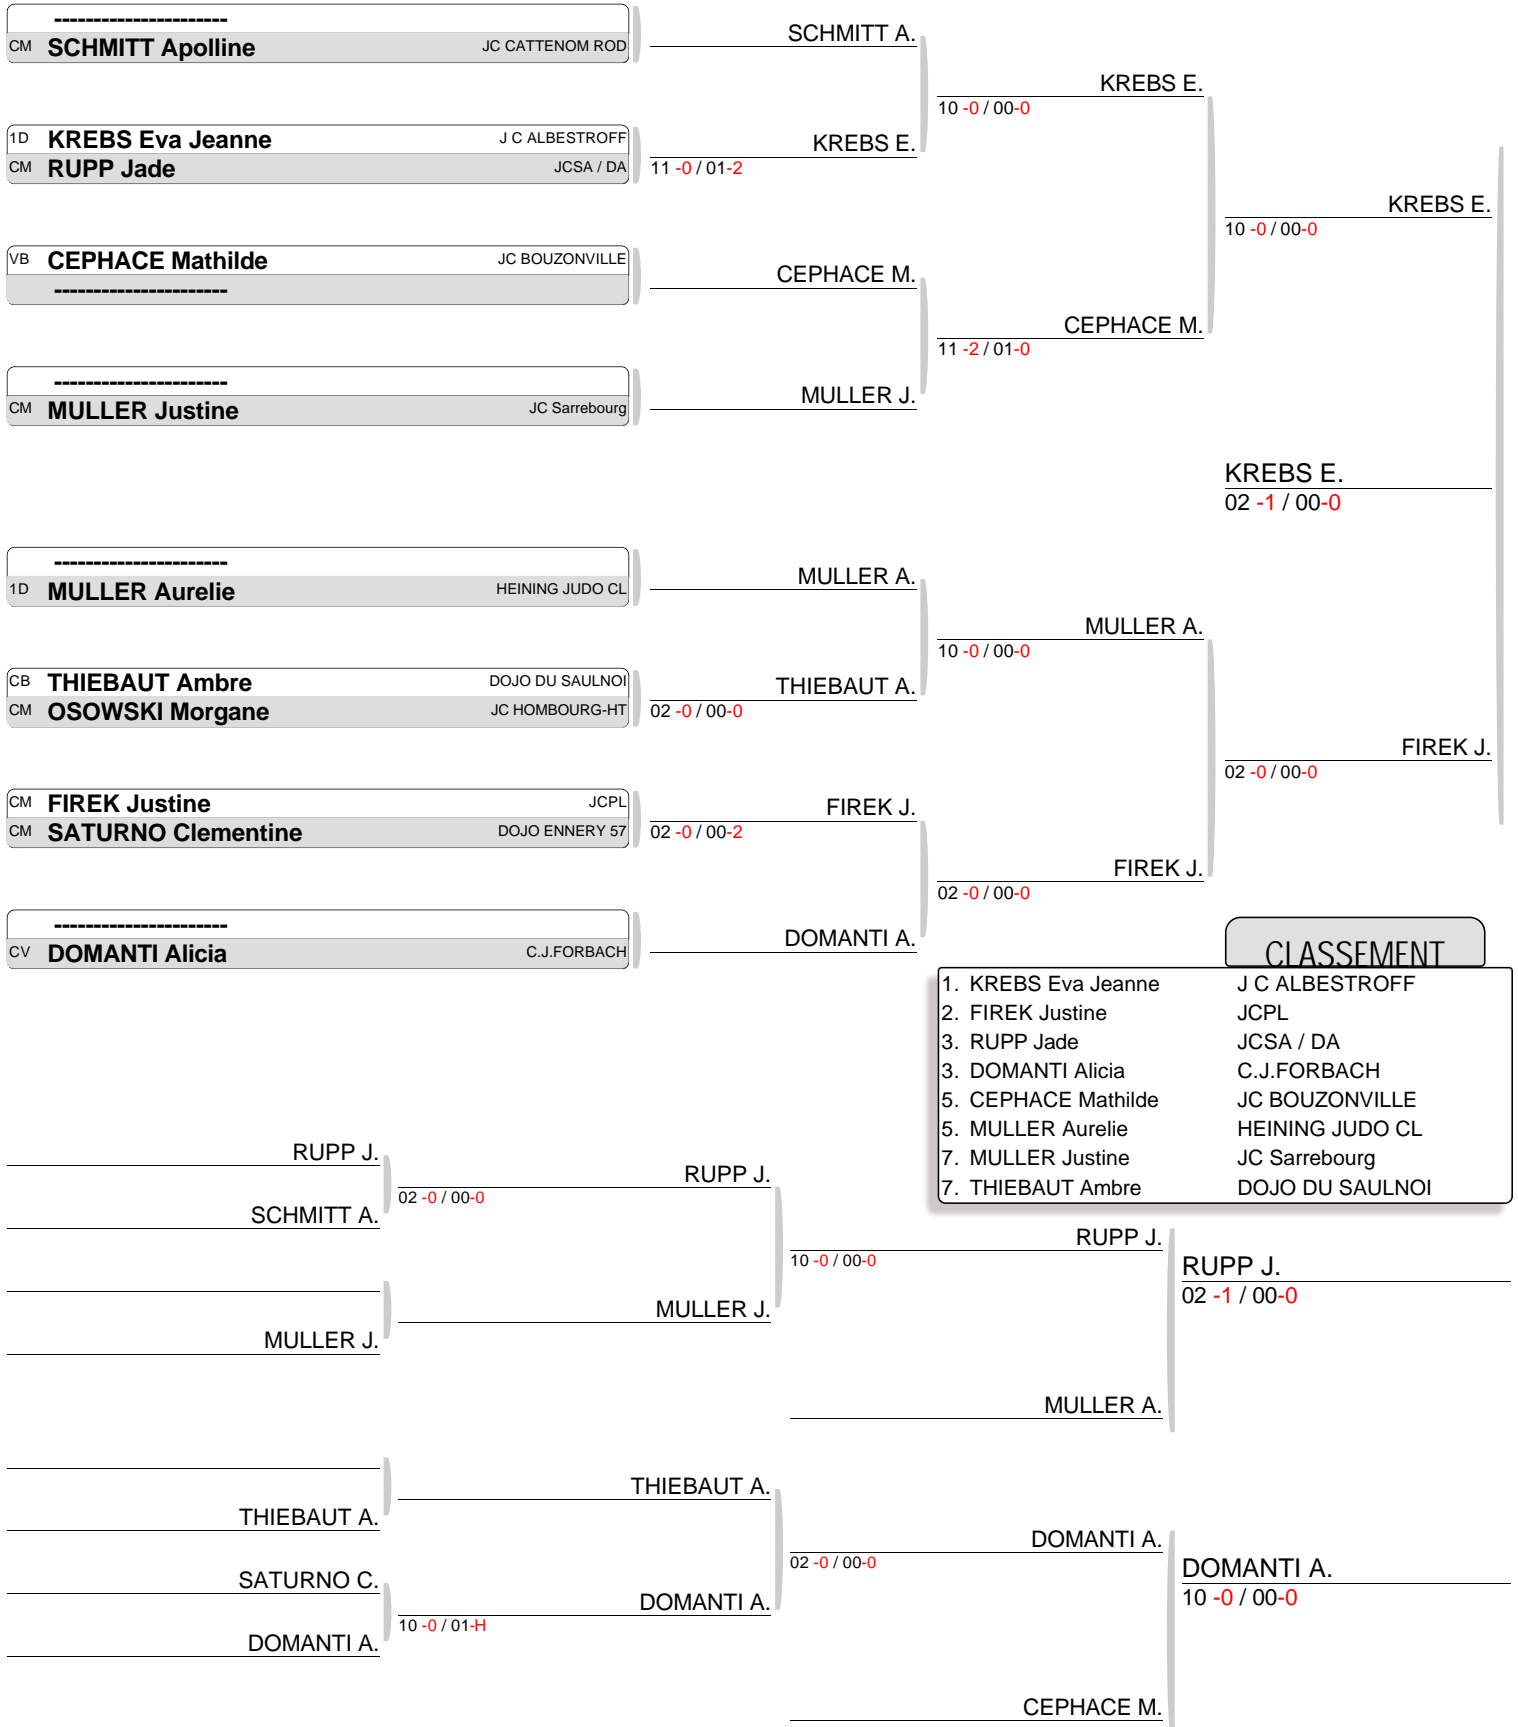 ----------------------
CM SCHMITT Apolline JC CATTENOM ROD
SCHMITT A.
KREBS E.
10 -0 / 00-0
1D KREBS Eva Jeanne J C ALBESTROFF
CM RUPP Jade JCSA / DA
KREBS E.
11 -0 / 01-2
KREBS E.
10 -0 / 00-0
VB CEPHACE Mathilde JC BOUZONVILLE
----------------------
CEPHACE M.
CEPHACE M.
11 -2 / 01-0
----------------------
CM MULLER Justine JC Sarrebourg
MULLER J.
KREBS E.
02 -1 / 00-0
----------------------
1D MULLER Aurelie HEINING JUDO CL
MULLER A.
MULLER A.
10 -0 / 00-0
CB THIEBAUT Ambre DOJO DU SAULNOI
CM OSOWSKI Morgane JC HOMBOURG-HT
THIEBAUT A.
02 -0 / 00-0
FIREK J.
02 -0 / 00-0
CM FIREK Justine JCPL
CM SATURNO Clementine DOJO ENNERY 57
FIREK J.
02 -0 / 00-2
FIREK J.
02 -0 / 00-0
----------------------
CV DOMANTI Alicia C.J.FORBACH
DOMANTI A.
CLASSEMENT
1. KREBS Eva Jeanne J C ALBESTROFF
2. FIREK Justine JCPL
3. RUPP Jade JCSA / DA
3. DOMANTI Alicia C.J.FORBACH
5. CEPHACE Mathilde JC BOUZONVILLE
5. MULLER Aurelie HEINING JUDO CL
7. MULLER Justine JC Sarrebourg
7. THIEBAUT Ambre DOJO DU SAULNOI
RUPP J.
RUPP J.
02 -0 / 00-0
SCHMITT A.
RUPP J.
10 -0 / 00-0
RUPP J.
02 -1 / 00-0
MULLER J.
MULLER J.
MULLER A.
THIEBAUT A.
THIEBAUT A.
DOMANTI A.
02 -0 / 00-0
DOMANTI A.
10 -0 / 00-0
SATURNO C.
DOMANTI A.
10 -0 / 01-H
DOMANTI A.
CEPHACE M.